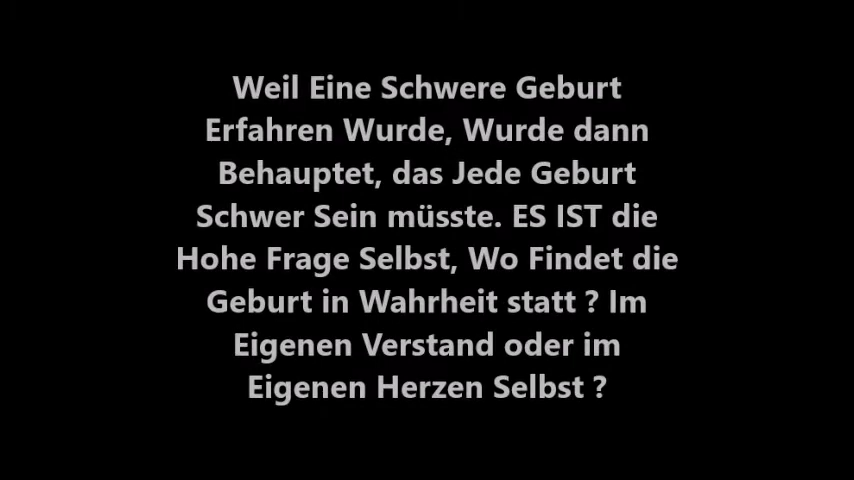 Weil Eine Schwere Geburt
Erfahren Wurde, Wurde dann
Behauptet, das Jede Geburt
Schwer Sein müsste. ES IST die
Hohe Frage Selbst, Wo Findet die
Geburt in Wahrheit statt ? Im
Eigenen Verstand oder im
Eigenen Herzen Selbst ?